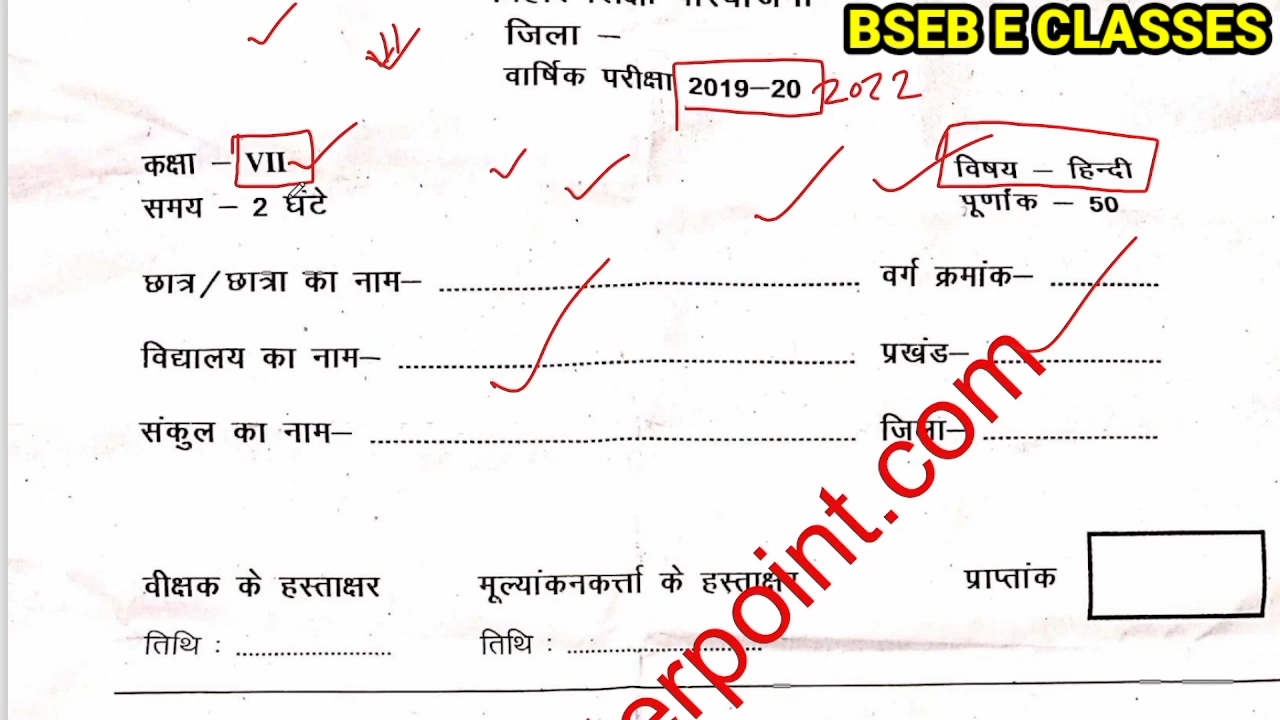 BSEB E CLASSES
जिला –
वार्षिक परीक्षा 2019–20 2022
कक्षा – VII
विषय – हिन्दी
समय – 2 घंटे
पूर्णांक – 50
छात्र/छात्रा का नाम– वर्ग क्रमांक–
विद्यालय का नाम– प्रखंड–
संकुल का नाम– जिला–
वीक्षक के हस्ताक्षर मूल्यांकनकर्त्ता के हस्ताक्षर प्राप्तांक
तिथि : तिथि :
erpoint.com